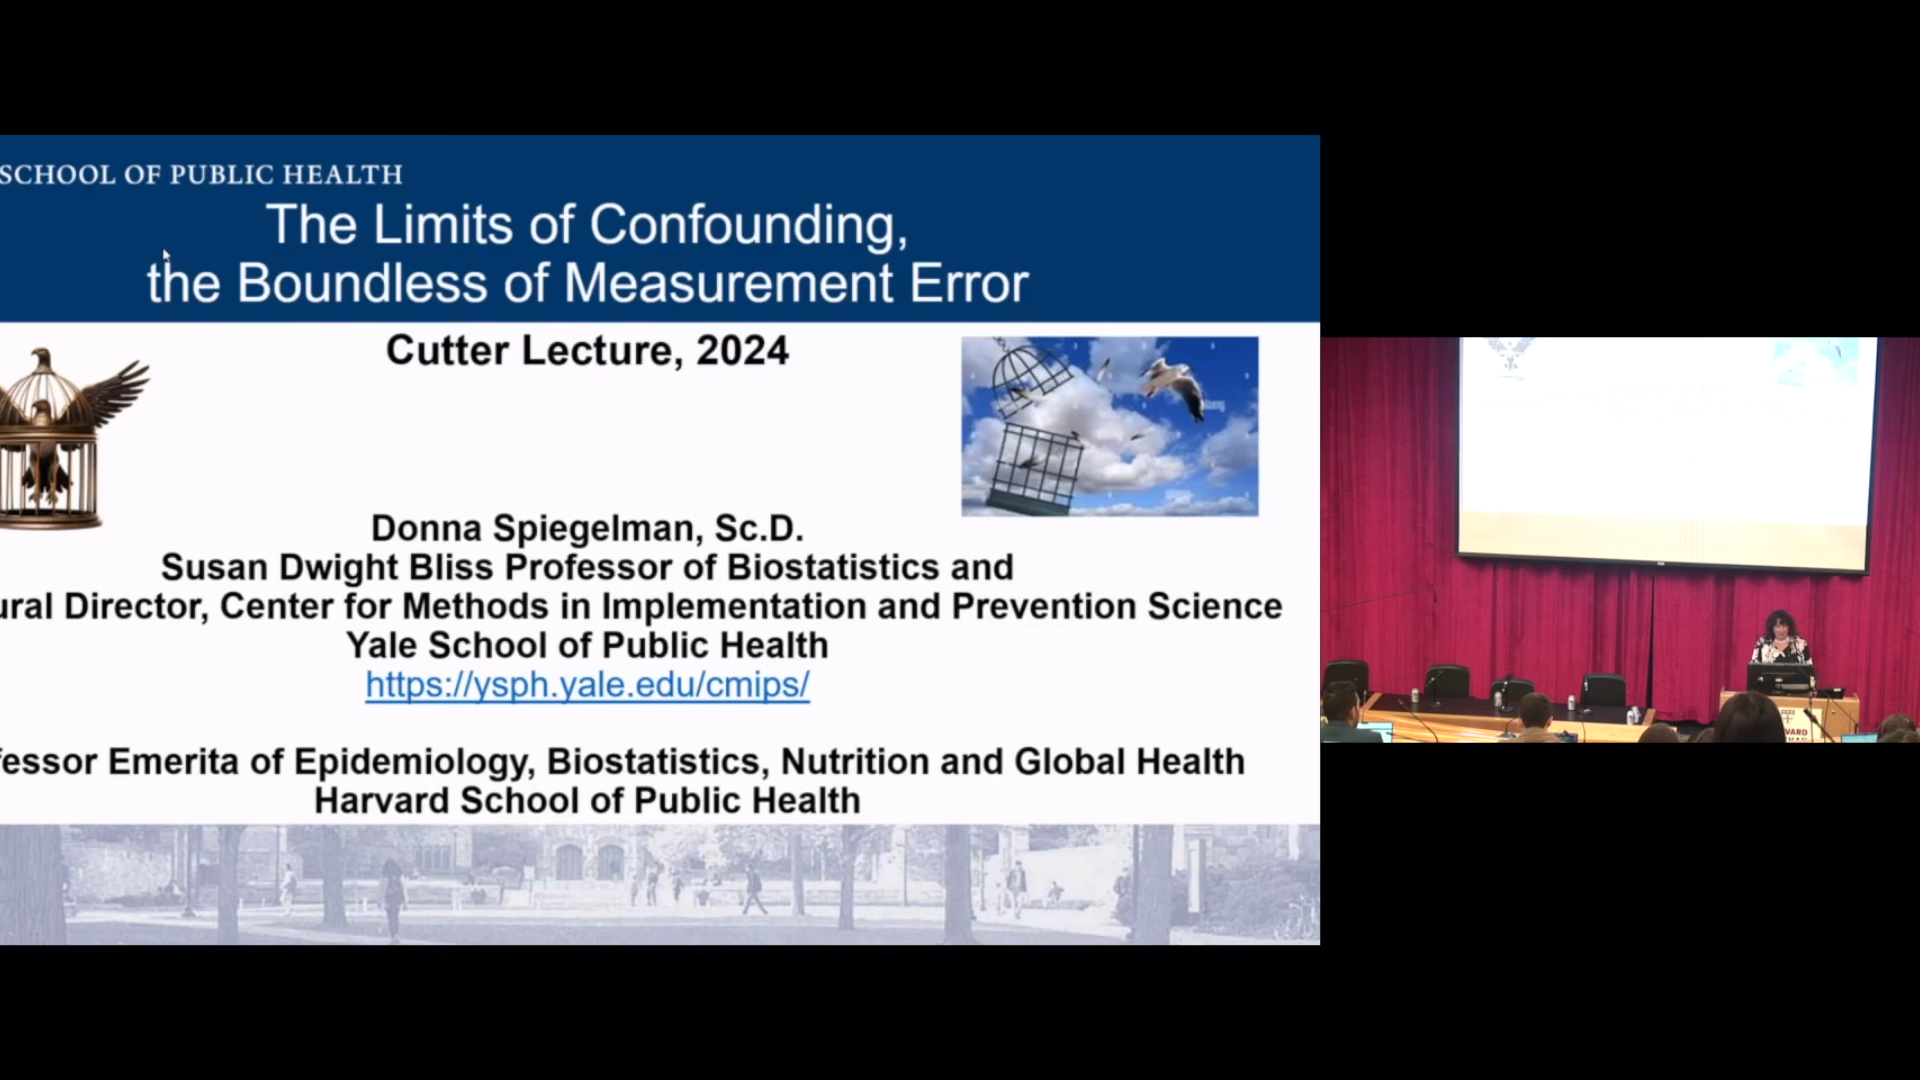 SCHOOL OF PUBLIC HEALTH
The Limits of Confounding,
the Boundless of Measurement Error
Cutter Lecture, 2024
Donna Spiegelman, Sc.D.
Susan Dwight Bliss Professor of Biostatistics and
ural Director, Center for Methods in Implementation and Prevention Science
Yale School of Public Health
https://ysph.yale.edu/cmips/
fessor Emerita of Epidemiology, Biostatistics, Nutrition and Global Health
Harvard School of Public Health
VARD